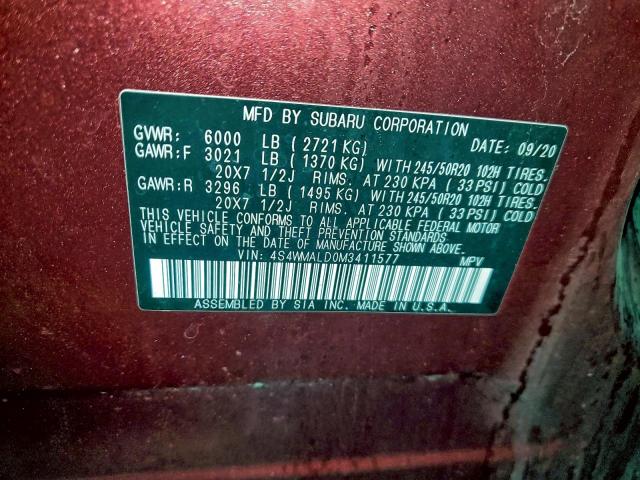 MFD BY SUBARU CORPORATION
GVWR: 6000 LB ( 2721 KG) DATE: 09/20
GAWR:F 3021 LB ( 1370 KG) WITH 245/50R20 102H TIRES.
20X7 1/2J RIMS. AT 230 KPA ( 33 PSI) COLD
GAWR:R 3296 LB ( 1495 KG) WITH 245/50R20 102H TIRES.
20X7 1/2J RIMS. AT 230 KPA ( 33 PSI) COLD
THIS VEHICLE CONFORMS TO ALL APPLICABLE FEDERAL MOTOR
VEHICLE SAFETY AND THEFT PREVENTION STANDARDS IN
EFFECT ON THE DATE OF MANUFACTURE SHOWN ABOVE.
VIN: 4S4WMALD0M3411577 MPV
ASSEMBLED BY SIA INC. MADE IN U.S.A.